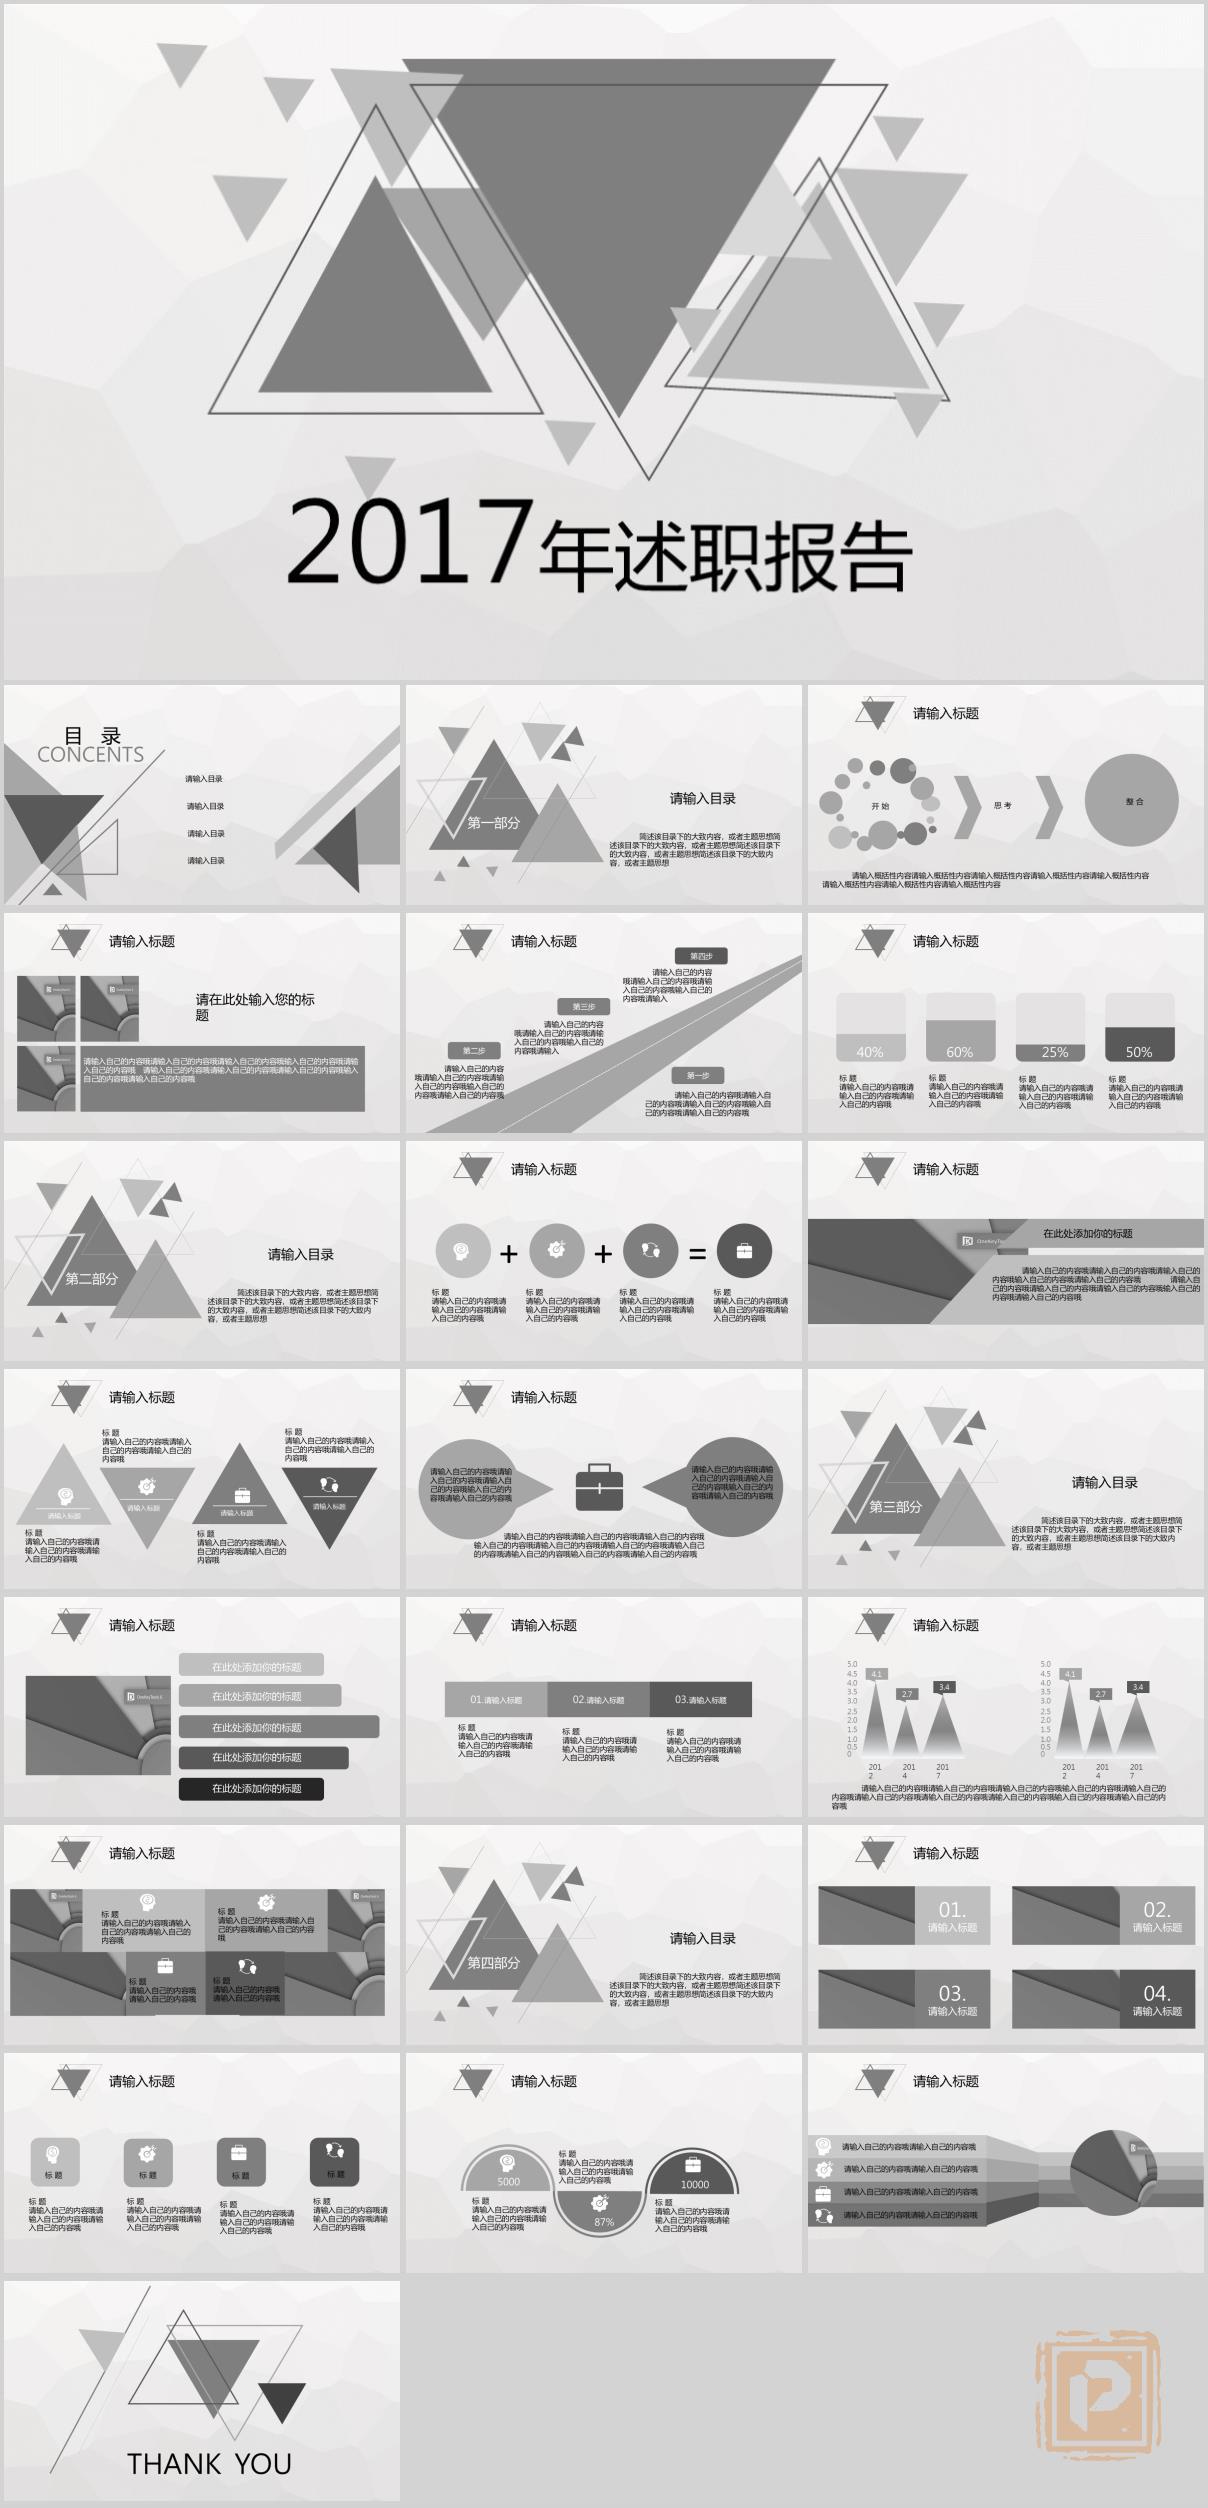 2017年述职报告
目 录
CONCENTS
请输入目录
请输入目录
请输入目录
请输入目录
第一部分
请输入目录
简述该目录下的大致内容，或者主题思想简
述该目录下的大致内容，或者主题思想简述该目录下
的大致内容，或者主题思想简述该目录下的大致内
容，或者主题思想
请输入标题
开 始
思 考
整 合
请输入概括性内容请输入概括性内容请输入概括性内容请输入概括性内容请输入概括性内容
请输入概括性内容请输入概括性内容请输入概括性内容
请输入标题
请在此处输入您的标
题
请输入自己的内容哦请输入自己的内容哦请输入自己的内容哦输入自己的内容哦请输
入自己的内容哦 请输入自己的内容哦请输入自己的内容哦请输入自己的内容哦输入
自己的内容哦请输入自己的内容哦
请输入标题
第四步
请输入自己的内容
哦请输入自己的内容哦请输
入自己的内容哦输入自己的
内容哦请输入
第三步
请输入自己的内容
哦请输入自己的内容哦请输
入自己的内容哦输入自己的
内容哦请输入
第二步
请输入自己的内容
哦请输入自己的内容哦请输
入自己的内容哦输入自己的
内容哦请输入自己的内容哦
第一步
请输入自己的内容哦请输入自
己的内容哦请输入自己的内容哦输入自
己的内容哦请输入自己的内容哦
请输入标题
40%
60%
25%
50%
标 题
请输入自己的内容哦请
输入自己的内容哦请输
入自己的内容哦
标 题
请输入自己的内容哦请
输入自己的内容哦请输
入自己的内容哦
标 题
请输入自己的内容哦请
输入自己的内容哦请输
入自己的内容哦
标 题
请输入自己的内容哦请
输入自己的内容哦请输
入自己的内容哦
第二部分
请输入目录
简述该目录下的大致内容，或者主题思想简
述该目录下的大致内容，或者主题思想简述该目录下
的大致内容，或者主题思想简述该目录下的大致内
容，或者主题思想
请输入标题
+
+
=
标 题
请输入自己的内容哦请
输入自己的内容哦请输
入自己的内容哦
标 题
请输入自己的内容哦请
输入自己的内容哦请输
入自己的内容哦
标 题
请输入自己的内容哦请
输入自己的内容哦请输
入自己的内容哦
标 题
请输入自己的内容哦请
输入自己的内容哦请输
入自己的内容哦
请输入标题
在此处添加你的标题
请输入自己的内容哦请输入自己的内容哦请输入自己的
内容哦输入自己的内容哦请输入自己的内容哦 请输入自
己的内容哦请输入自己的内容哦请输入自己的内容哦输入自己的
内容哦请输入自己的内容哦
请输入标题
标 题
请输入自己的内容哦请输入
自己的内容哦请输入自己的
内容哦
标 题
请输入自己的内容哦请输入
自己的内容哦请输入自己的
内容哦
请输入标题
请输入标题
请输入标题
请输入标题
标 题
请输入自己的内容哦请
输入自己的内容哦请输
入自己的内容哦
标 题
请输入自己的内容哦请输入
自己的内容哦请输入自己的
内容哦
请输入标题
请输入自己的内容哦请输
入自己的内容哦请输入自
己的内容哦输入自己的内
容哦请输入自己的内容哦
请输入自己的内容哦请输
入自己的内容哦请输入自
己的内容哦输入自己的内
容哦请输入自己的内容哦
请输入自己的内容哦请输入自己的内容哦请输入自己的内容哦
输入自己的内容哦请输入自己的内容哦请输入自己的内容哦请输入自己
的内容哦请输入自己的内容哦输入自己的内容哦请输入自己的内容哦
第三部分
请输入目录
简述该目录下的大致内容，或者主题思想简
述该目录下的大致内容，或者主题思想简述该目录下
的大致内容，或者主题思想简述该目录下的大致内
容，或者主题思想
请输入标题
在此处添加你的标题
在此处添加你的标题
在此处添加你的标题
在此处添加你的标题
在此处添加你的标题
请输入标题
01.请输入标题
02.请输入标题
03.请输入标题
标 题
请输入自己的内容哦请
输入自己的内容哦请输
入自己的内容哦
标 题
请输入自己的内容哦请
输入自己的内容哦请输
入自己的内容哦
标 题
请输入自己的内容哦请
输入自己的内容哦请输
入自己的内容哦
请输入标题
5.0
4.5
4.0
3.5
3.0
2.5
2.0
1.5
1.0
0.5
0
4.1
2.7
3.4
201
2
201
4
201
7
5.0
4.5
4.0
3.5
3.0
2.5
2.0
1.5
1.0
0.5
0
4.1
2.7
3.4
201
2
201
4
201
7
请输入自己的内容哦请输入自己的内容哦请输入自己的内容哦输入自己的内容哦请输入自己的
内容哦请输入自己的内容哦请输入自己的内容哦请输入自己的内容哦输入自己的内容哦请输入自己的内
容哦
请输入标题
标 题
请输入自己的内容哦请输入
自己的内容哦请输入自己的内容
哦
标 题
请输入自己的内容哦请输入自
己的内容哦请输入自己的内容
哦
标 题
请输入自己的内容哦
请输入自己的内容哦
标 题
请输入自己的内容哦
请输入自己的内容哦
第四部分
请输入目录
简述该目录下的大致内容，或者主题思想简
述该目录下的大致内容，或者主题思想简述该目录下
的大致内容，或者主题思想简述该目录下的大致内
容，或者主题思想
01.
请输入标题
02.
请输入标题
03.
请输入标题
04.
请输入标题
请输入标题
请输入标题
标 题
标 题
标 题
标 题
标 题
请输入自己的内容哦请
输入自己的内容哦请输
入自己的内容哦
标 题
请输入自己的内容哦请
输入自己的内容哦请输
入自己的内容哦
标 题
请输入自己的内容哦请
输入自己的内容哦请输
入自己的内容哦
标 题
请输入自己的内容哦请
输入自己的内容哦请输
入自己的内容哦
请输入标题
5000
标 题
请输入自己的内容哦请
输入自己的内容哦请输
入自己的内容哦
10000
标 题
请输入自己的内容哦请
输入自己的内容哦请输
入自己的内容哦
87%
标 题
请输入自己的内容哦请
输入自己的内容哦请输
入自己的内容哦
请输入标题
请输入自己的内容哦请输入自己的内容哦
请输入自己的内容哦请输入自己的内容哦
请输入自己的内容哦请输入自己的内容哦
请输入自己的内容哦请输入自己的内容哦
THANK YOU